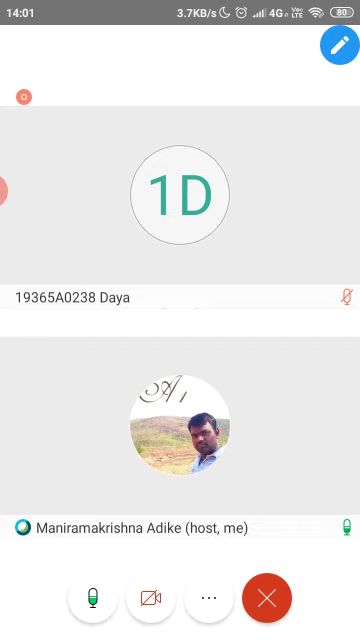 14:01 3.7KB/s 4G 80
1D
19365A0238 Daya
A
Maniramakrishna Adike (host, me)